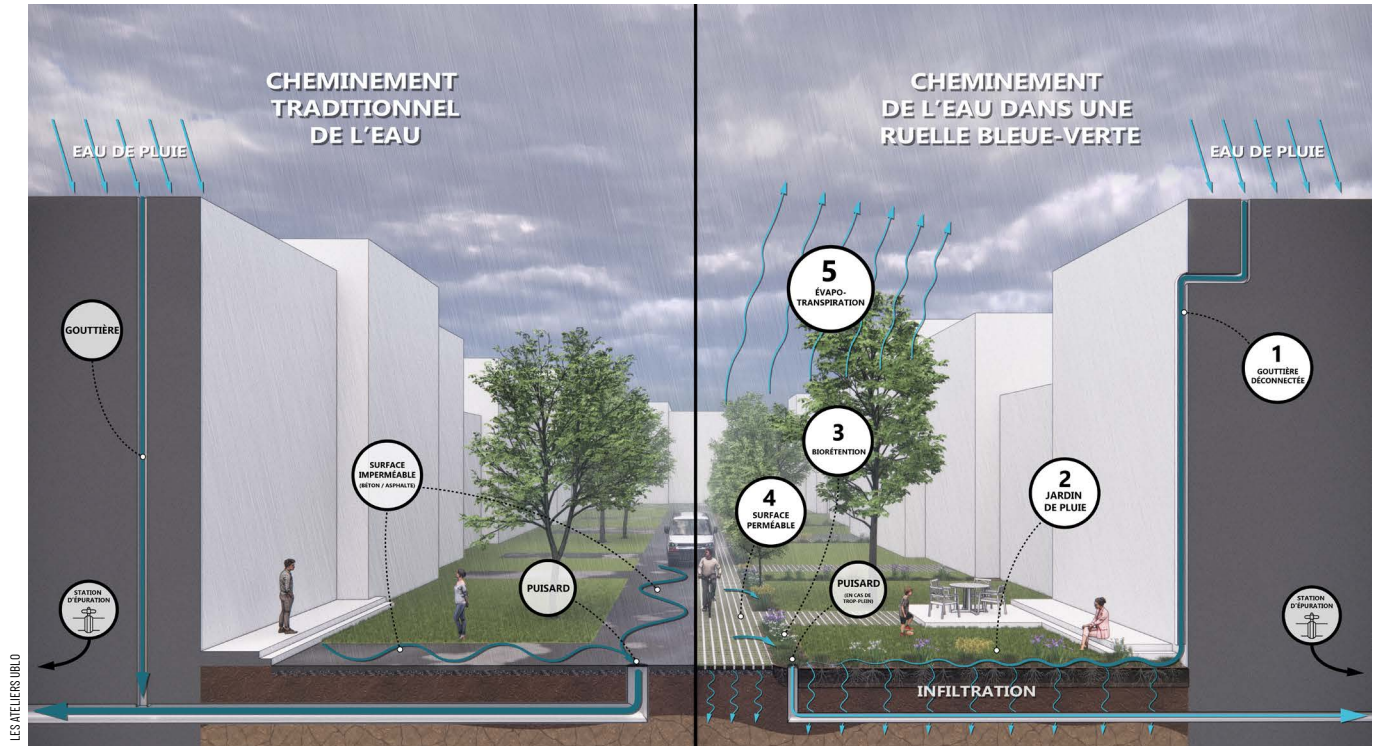 CHEMINEMENT
TRADITIONNEL
DE L'EAU
EAU DE PLUIE
GOUTTIÈRE
SURFACE
IMPERMÉABLE
(BÉTON / ASPHALTE)
PUISARD
STATION
D'ÉPURATION
LES ATELIERS UBLO
CHEMINEMENT
DE L'EAU DANS UNE
RUELLE BLEUE-VERTE
EAU DE PLUIE
5
ÉVAPO-
TRANSPIRATION
1
GOUTTIÈRE
DÉCONNECTÉE
3
BIORÉTENTION
2
JARDIN
DE PLUIE
4
SURFACE
PERMÉABLE
PUISARD
(EN CAS DE
TROP-PLEIN)
STATION
D'ÉPURATION
INFILTRATION